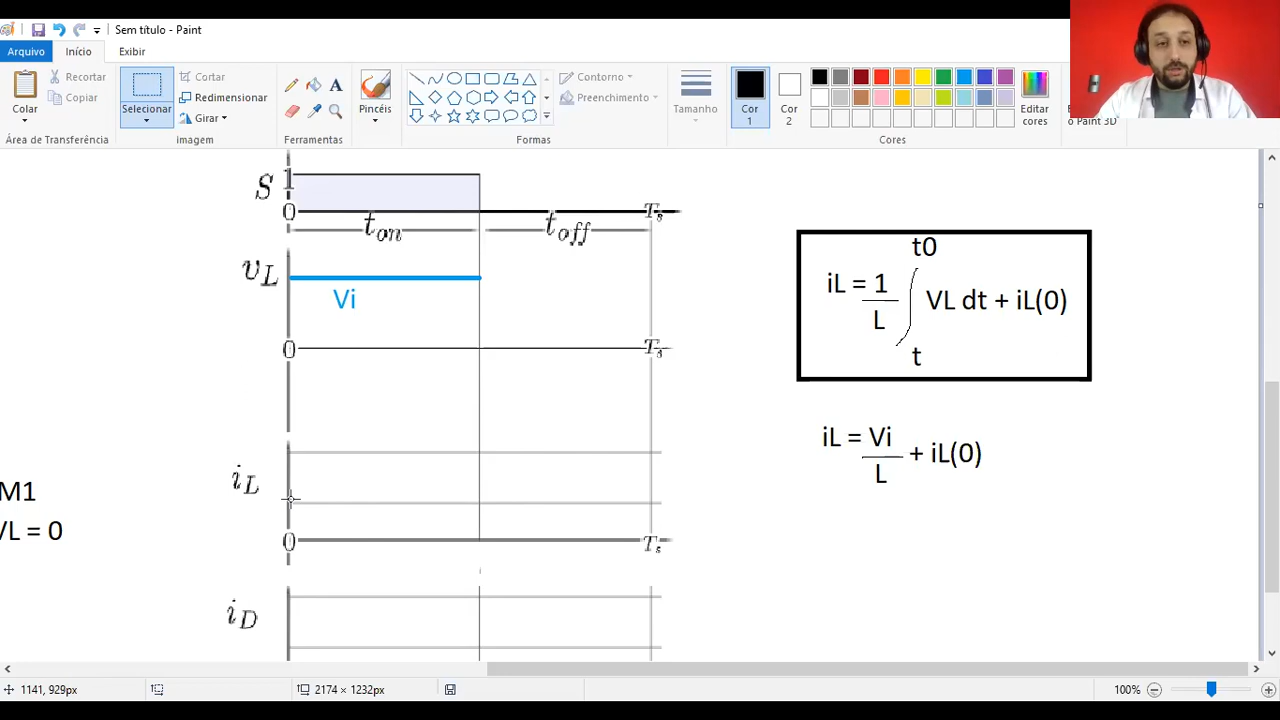 Sem título - Paint
Arquivo
Início
Exibir
Colar
Recortar
Copiar
Área de Transferência
Selecionar
Cortar
Redimensionar
Girar
imagem
A
Ferramentas
Pincéis
Contorno
Preenchimento
Formas
Tamanho
Cor
1
Cor
2
Editar
cores
o Paint 3D
Cores
S
1
0
ton
toff
Ts
vL
Vi
0
Ts
iL
0
Ts
iD
M1
VL = 0
t0
iL = 1
L
VL dt + iL(0)
t
iL = Vi
L
+ iL(0)
1141, 929px
2174 × 1232px
100%